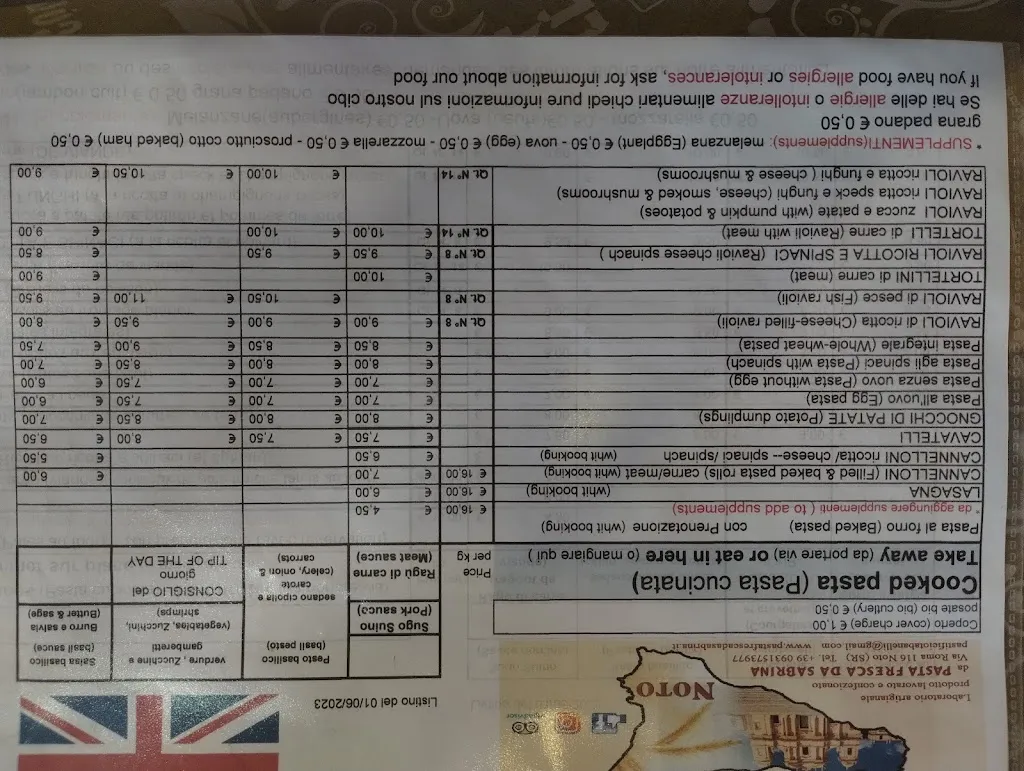 Laboratorio artigianale
prodotto lavorato e confezionato
da PASTA FRESCA DA SABRINA
Via Roma 116 Noto (SR) Tel. +39 0931573977
pastificiotanbelli@gmail.com www.pastafrescadasabrina.it
NOTO
Listino del 01/06/2023
Coperto (cover) (charge) € 1,00
posate bio (bio cutlery) € 0.50
Cooked pasta (Pasta cucinata)
Take away (da portare via) or eat in here (o mangiare qui )
Price
per kg
Sugo Suino
(Pork sauce)
Ragù di carne
(Meat sauce)
Pesto basilico
(basil pesto)
sedano e cipolla e
carote
(celery, onion &
carrots)
verdure , Zucchine e
gamberetti
(vegetables, Zucchini,
shrimps)
CONSIGLIO del
giorno
TIP OF THE DAY
Salsa basilico
(basil sauce)
Burro e salvia
(Butter & sage)
Pasta al forno (Baked pasta) con Prenotazione (whit booking) € 16.00 € 4,50
*da aggiungere supplementi ( to add supplements)
LASAGNA (whit booking) € 16.00 € 6.00
CANNELLONI (Filled & baked pasta rolls) carne/meat (whit booking) € 16.00 € 7,00 € 6,00
CANNELLONI ricotta/ cheese-- spinaci /spinach (whit booking) € 6.50 € 5,50
CAVATELLI € 7,50 € 7,50 € 8,00 € 6,50
GNOCCHI DI PATATE (Potato dumplings) € 8,00 € 8,00 € 8,50 € 7,00
Pasta all'uovo (Egg pasta) € 7,00 € 7,00 € 7,50 € 6.00
Pasta senza uovo (Pasta without egg) € 7,00 € 7,00 € 7,50 € 6,00
Pasta agli spinaci (Pasta with spinach) € 8,00 € 8,00 € 8,50 € 7,00
Pasta integrale (Whole-wheat pasta) € 8,50 € 8,50 € 9,00 € 7,50
RAVIOLI di ricotta (Cheese-filled ravioli) Qt. N° 8 € 9,00 € 9,00 € 9,50 € 8,00
RAVIOLI di pesce (Fish ravioli) Qt. N° 8 € 10,50 € 11,00 € 9,50
TORTELLINI di carne (meat) € 10,00 € 9,00
RAVIOLI RICOTTA E SPINACI (Ravioli cheese spinach ) Qt. N° 8 € 9,50 € 9,50 € 8.50
TORTELLI di carne (Ravioli with meat) Qt. N° 14 € 10,00 € 10,00 € 9,00
RAVIOLI zucca e patate (with pumpkin & potatoes)
RAVIOLI ricotta speck e funghi (cheese, smoked & mushrooms)
RAVIOLI ricotta e funghi ( cheese & mushrooms) Qt. N° 14 € 10,00 € 10,50 € 9,00
* SUPPLEMENTI(supplements): melanzana (Eggplant) € 0,50 - uova (egg) € 0,50 - mozzarella € 0,50 - prosciutto cotto (baked ham) € 0,50
grana padano € 0,50
Se hai delle allergie o intolleranze alimentari chiedi pure informazioni sul nostro cibo
If you have food allergies or intolerances, ask for information about our food